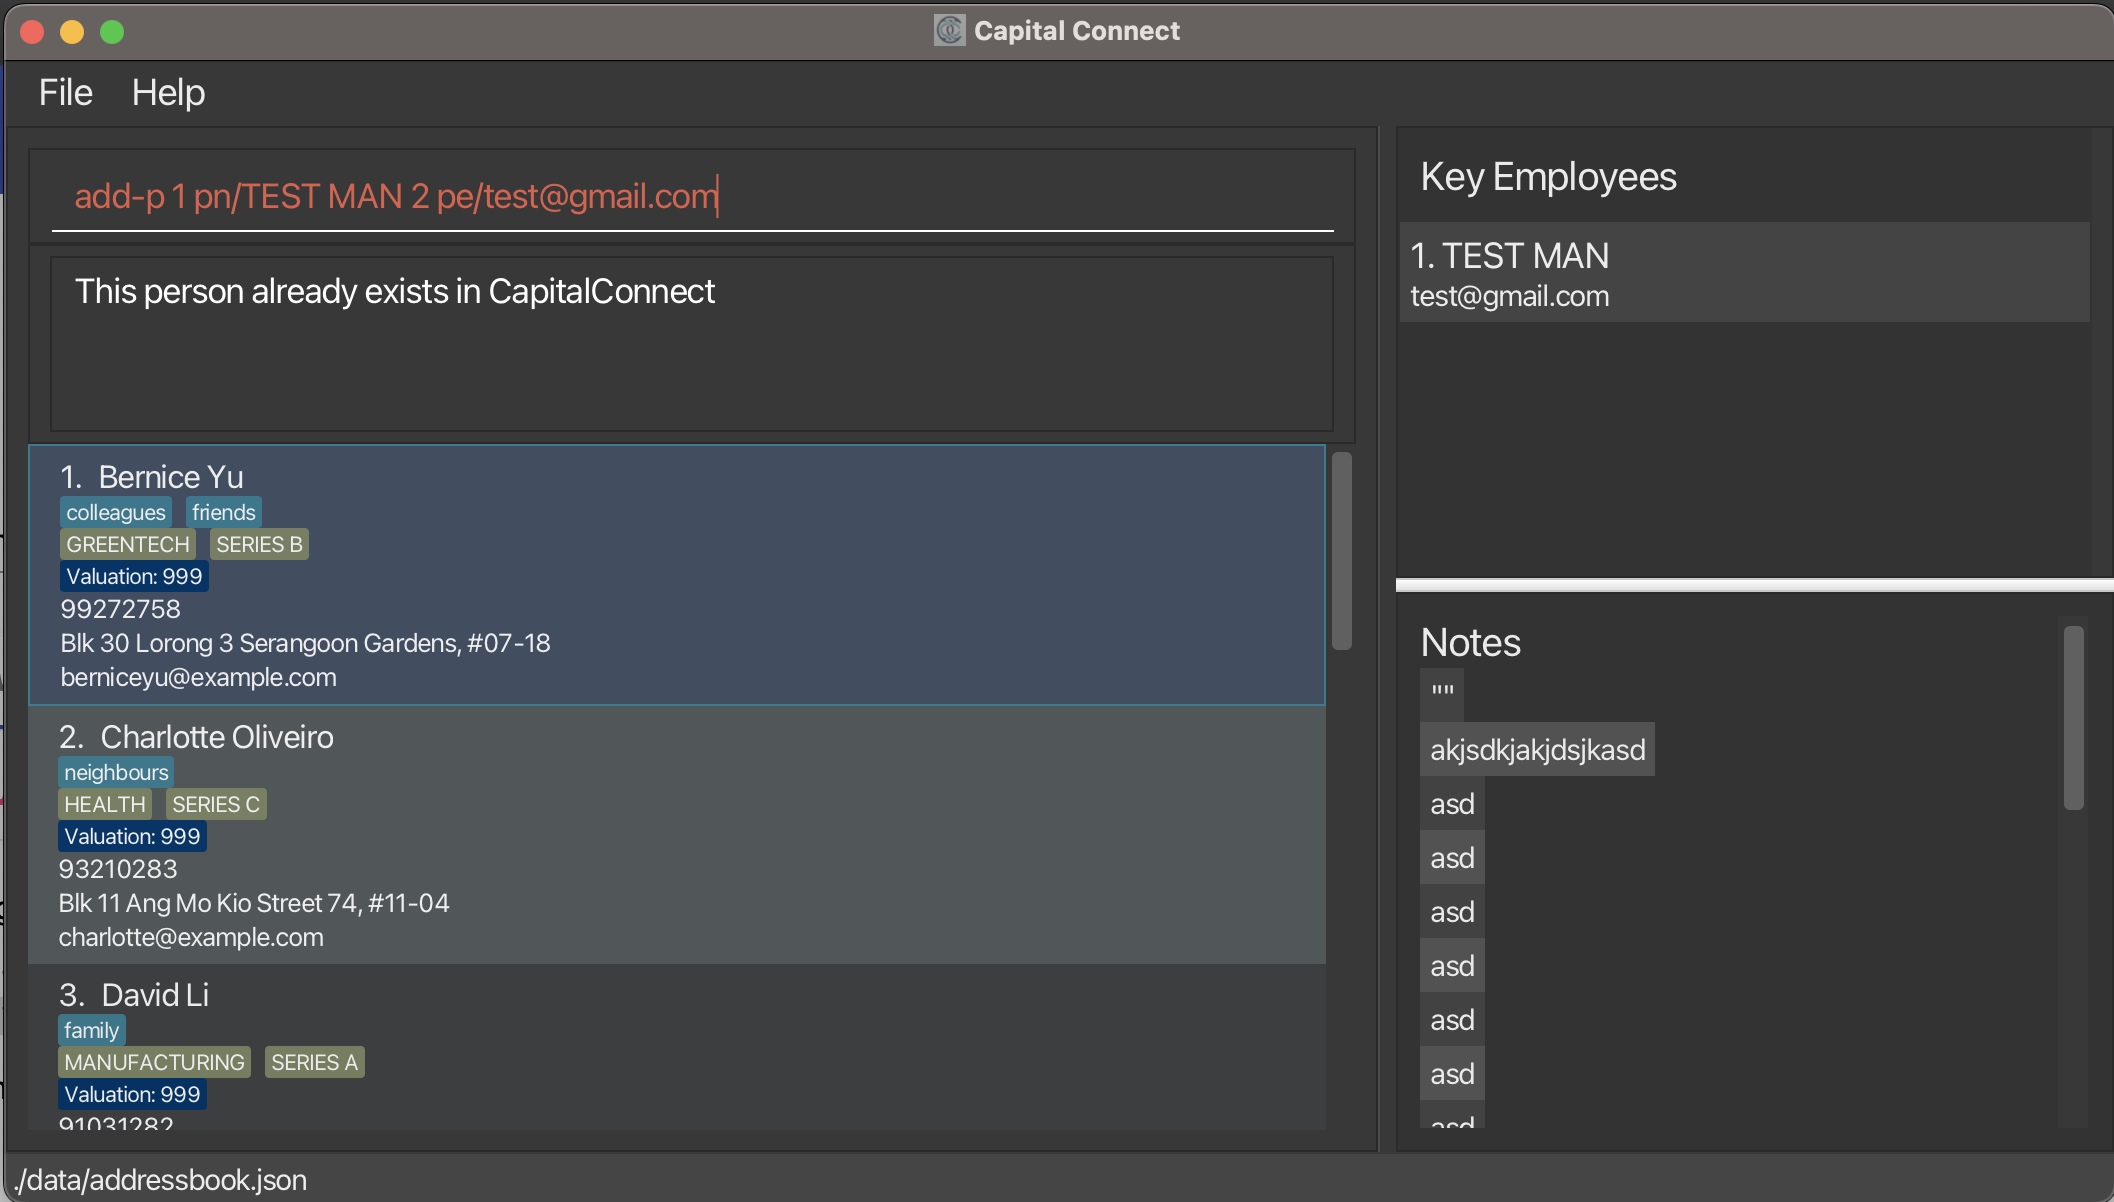 Capital Connect
File Help
add-p 1 pn/TEST MAN 2 pe/test@gmail.com
This person already exists in CapitalConnect
1. Bernice Yu
colleagues friends
GREENTECH SERIES B
Valuation: 999
99272758
Blk 30 Lorong 3 Serangoon Gardens, #07-18
berniceyu@example.com
2. Charlotte Oliveiro
neighbours
HEALTH SERIES C
Valuation: 999
93210283
Blk 11 Ang Mo Kio Street 74, #11-04
charlotte@example.com
3. David Li
family
MANUFACTURING SERIES A
Valuation: 999
91031282
Key Employees
1. TEST MAN
test@gmail.com
Notes
""
akjsdkjakjdsjkasd
asd
asd
asd
asd
asd
asd
asd
./data/addressbook.json